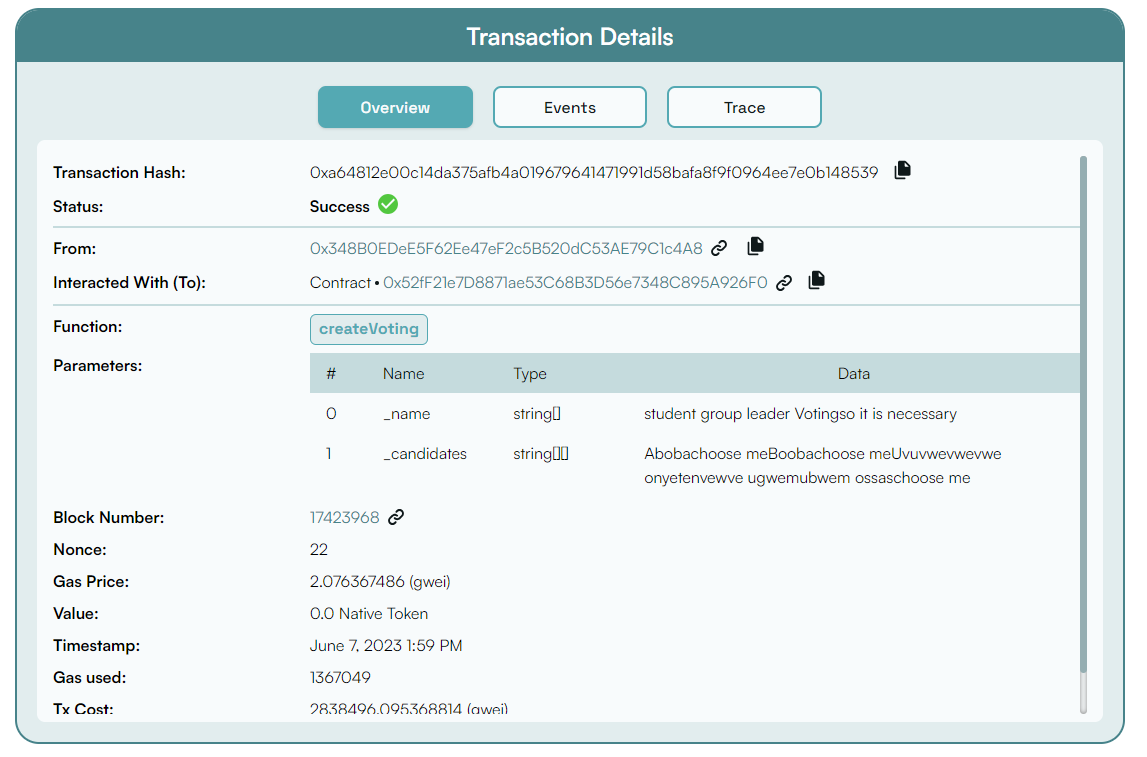 Transaction Details
Overview Events Trace
Transaction Hash: 0xa64812e00c14da375afb4a019679641471991d58bafa8f9f0964ee7e0b148539
Status: Success
From: 0x348B0EDeE5F62Ee47eF2c5B520dC53AE79C1c4A8
Interacted With (To): Contract • 0x52fF21e7D8871ae53C68B3D56e7348C895A926F0
Function: createVoting
Parameters:
# Name Type Data
0 _name string[] student group leader Votingso it is necessary
1 _candidates string[][] Abobachoose meBoobachoose meUvuvwevwevwe
onyetenvewve ugwemubwem ossaschoose me
Block Number: 17423968
Nonce: 22
Gas Price: 2.076367486 (gwei)
Value: 0.0 Native Token
Timestamp: June 7, 2023 1:59 PM
Gas used: 1367049
Tx Cost: 2838496.095368814 (gwei)